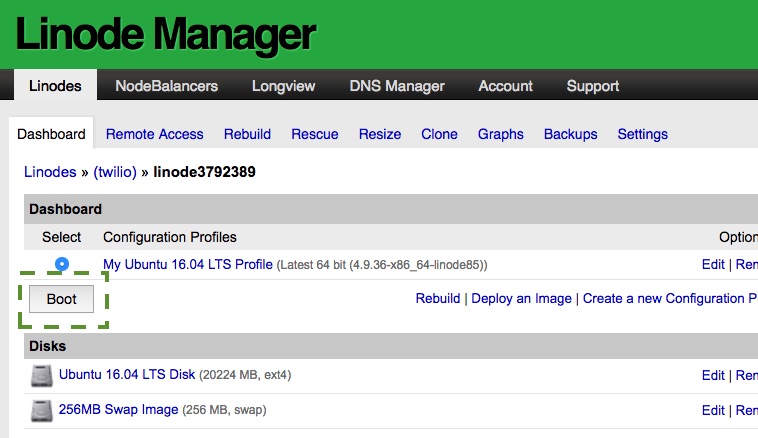 Linode Manager
Linodes NodeBalancers Longview DNS Manager Account Support
Dashboard Remote Access Rebuild Rescue Resize Clone Graphs Backups Settings
Linodes » (twilio) » linode3792389
Dashboard
Select Configuration Profiles Option
My Ubuntu 16.04 LTS Profile (Latest 64 bit (4.9.36-x86_64-linode85)) Edit | Ren
Boot Rebuild | Deploy an Image | Create a new Configuration P
Disks
Ubuntu 16.04 LTS Disk (20224 MB, ext4) Edit | Ren
256MB Swap Image (256 MB, swap) Edit | Ren